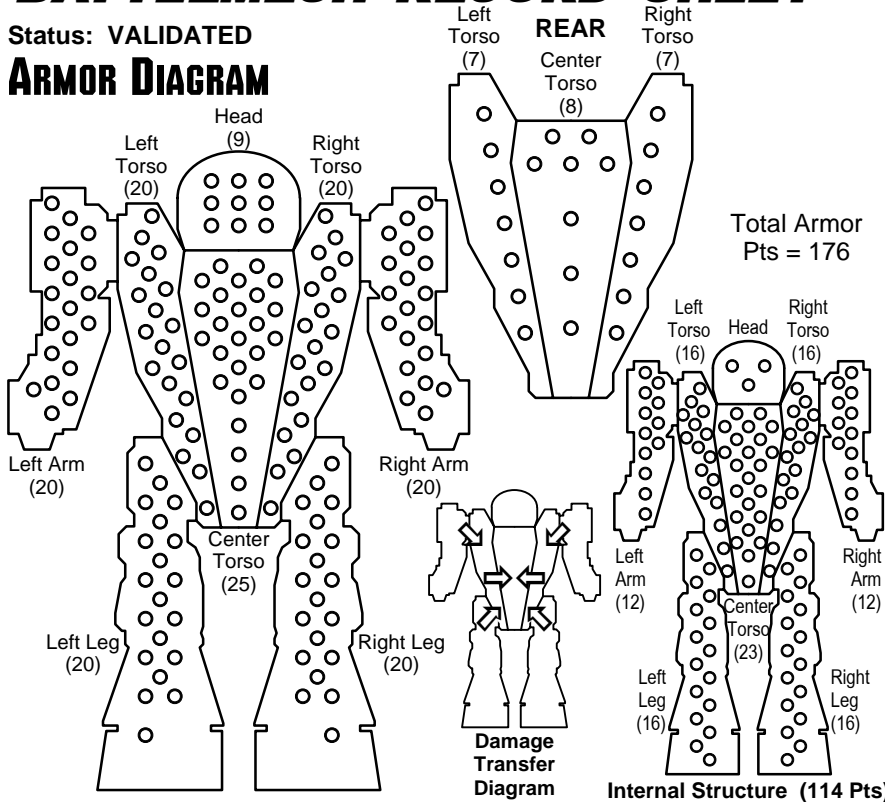 BATTLEMECH RECORD SHEET
Status: VALIDATED
ARMOR DIAGRAM
Head
(9)
Left
Torso
(20)
Right
Torso
(20)
Left Arm
(20)
Right Arm
(20)
Center
Torso
(25)
Left Leg
(20)
Right Leg
(20)
REAR
Left
Torso
(7)
Center
Torso
(8)
Right
Torso
(7)
Total Armor
Pts = 176
Left
Torso
(16)
Head
Right
Torso
(16)
Left
Arm
(12)
Right
Arm
(12)
Center
Torso
(23)
Left
Leg
(16)
Right
Leg
(16)
Damage
Transfer
Diagram
Internal Structure (114 Pts)